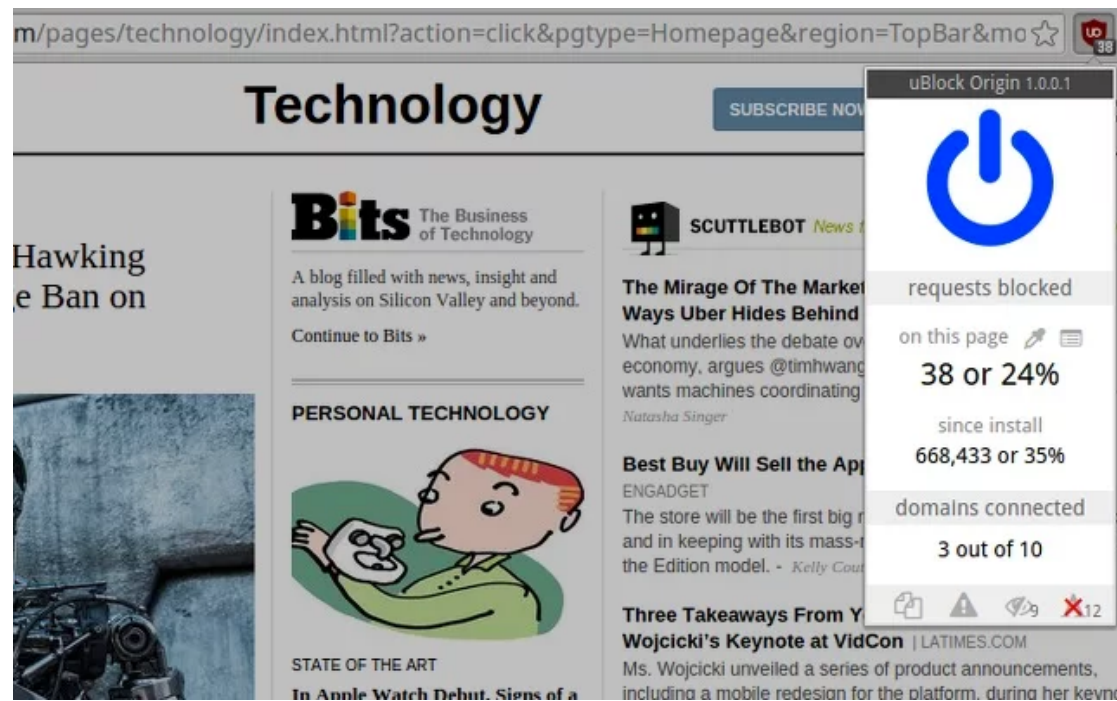 m/pages/technology/index.html?action=click&pgtype=Homepage&region=TopBar&mo
38
uBlock Origin 1.0.0.1
Technology
SUBSCRIBE NOW
requests blocked
on this page
38 or 24%
since install
668,433 or 35%
domains connected
3 out of 10
9
12
Hawking
e Ban on
Bits
The Business
of Technology
A blog filled with news, insight and
analysis on Silicon Valley and beyond.
Continue to Bits »
PERSONAL TECHNOLOGY
STATE OF THE ART
In Apple Watch Debut, Signs of a
SCUTTLEBOT News
The Mirage Of The Market
Ways Uber Hides Behind
What underlies the debate ov
economy, argues @timhwang
wants machines coordinating
Natasha Singer
Best Buy Will Sell the App
ENGADGET
The store will be the first big r
and in keeping with its mass-r
the Edition model. - Kelly Cou
Three Takeaways From Y
Wojcicki's Keynote at VidCon | LATIMES.COM
Ms. Wojcicki unveiled a series of product announcements,
including a mobile redesign for the platform, during her keyno